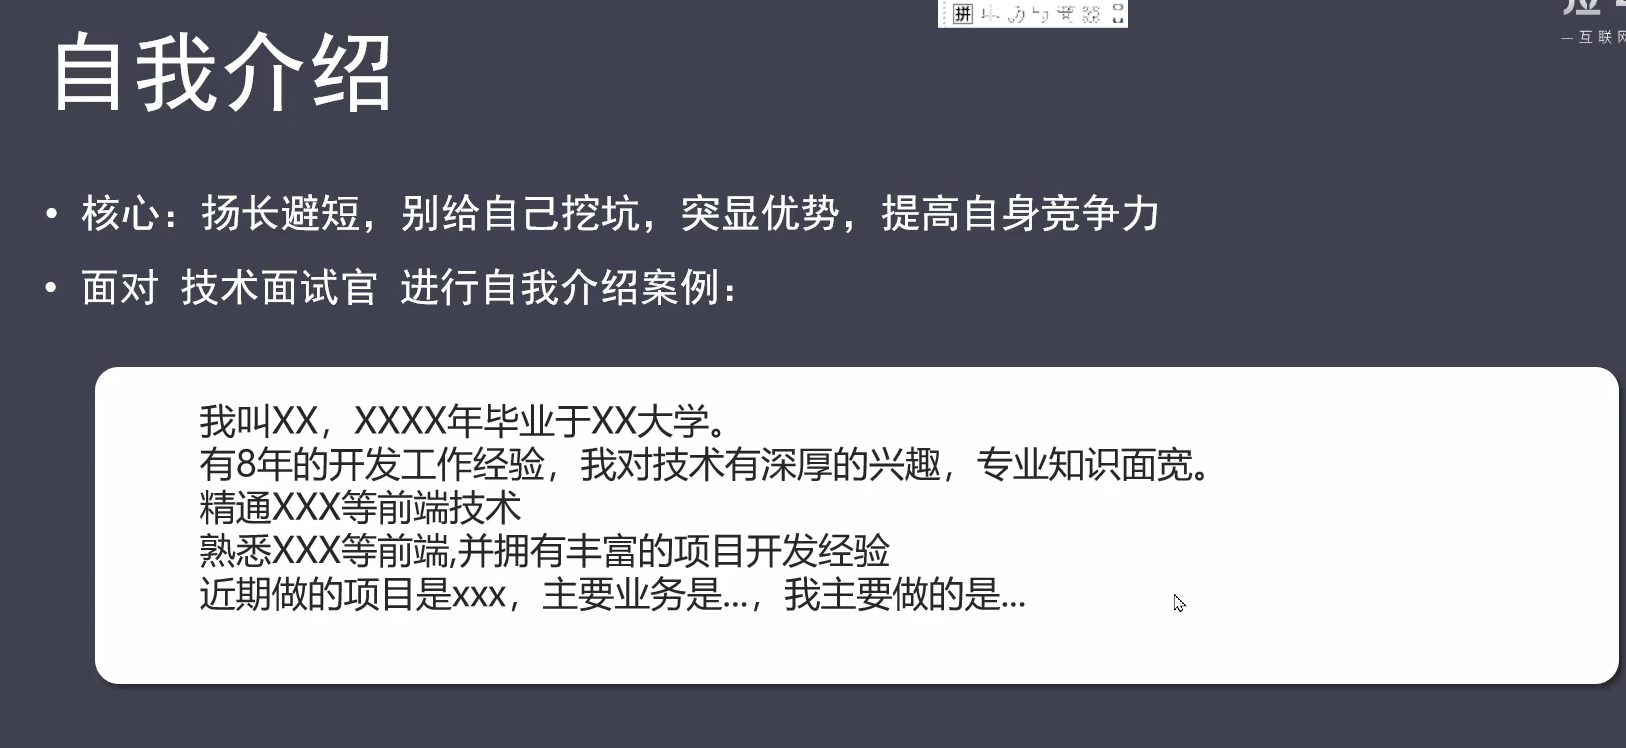 拼
互联
自我介绍
• 核心：扬长避短，别给自己挖坑，突显优势，提高自身竞争力
• 面对 技术面试官 进行自我介绍案例：
我叫XX，XXXX年毕业于XX大学。
有8年的开发工作经验，我对技术有深厚的兴趣，专业知识面宽。
精通XXX等前端技术
熟悉XXX等前端,并拥有丰富的项目开发经验
近期做的项目是xxx，主要业务是...，我主要做的是...